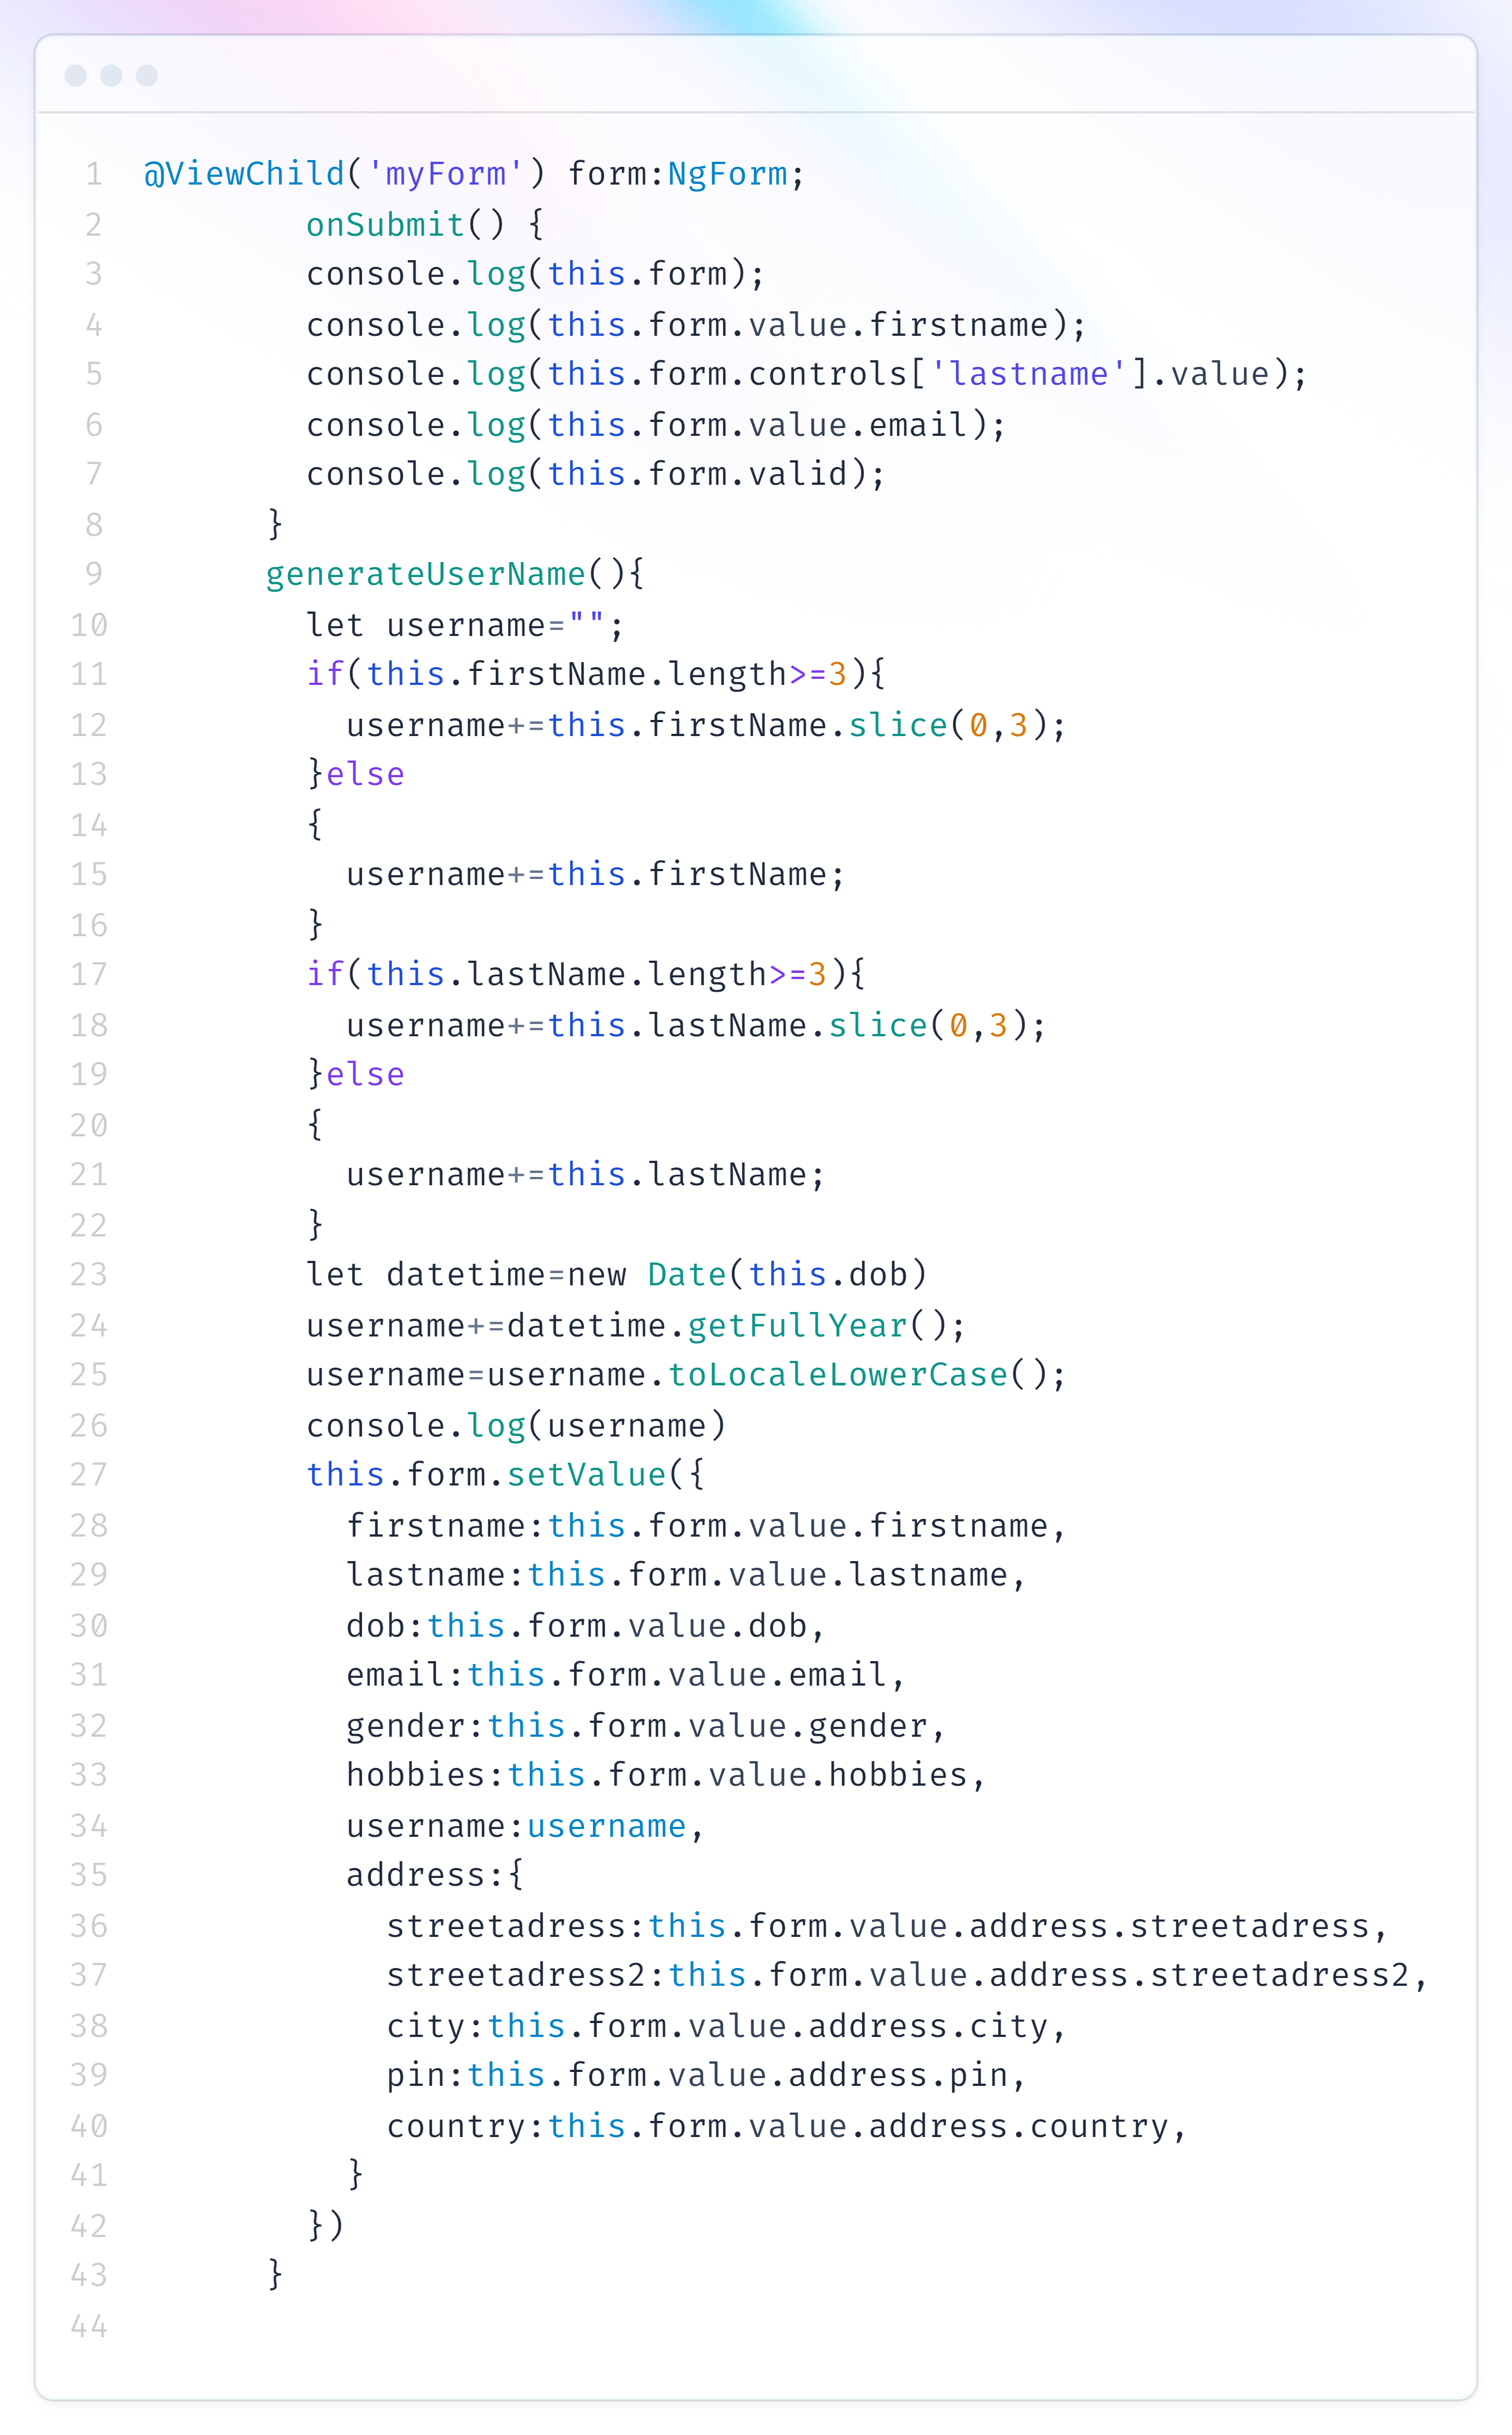 1 @ViewChild('myForm') form:NgForm;
2 onSubmit() {
3 console.log(this.form);
4 console.log(this.form.value.firstname);
5 console.log(this.form.controls['lastname'].value);
6 console.log(this.form.value.email);
7 console.log(this.form.valid);
8 }
9 generateUserName(){
10 let username="";
11 if(this.firstName.length>=3){
12 username+=this.firstName.slice(0,3);
13 }else
14 {
15 username+=this.firstName;
16 }
17 if(this.lastName.length>=3){
18 username+=this.lastName.slice(0,3);
19 }else
20 {
21 username+=this.lastName;
22 }
23 let datetime=new Date(this.dob)
24 username+=datetime.getFullYear();
25 username=username.toLocaleLowerCase();
26 console.log(username)
27 this.form.setValue({
28 firstname:this.form.value.firstname,
29 lastname:this.form.value.lastname,
30 dob:this.form.value.dob,
31 email:this.form.value.email,
32 gender:this.form.value.gender,
33 hobbies:this.form.value.hobbies,
34 username:username,
35 address:{
36 streetadress:this.form.value.address.streetadress,
37 streetadress2:this.form.value.address.streetadress2,
38 city:this.form.value.address.city,
39 pin:this.form.value.address.pin,
40 country:this.form.value.address.country,
41 }
42 })
43 }
44